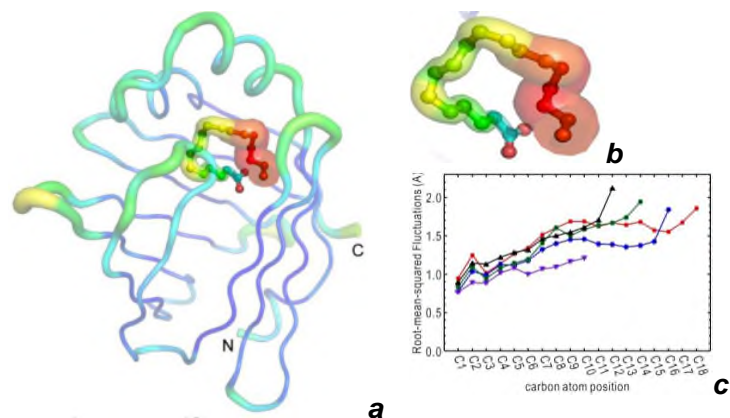 C
N
a
b
Root-mean-squared Fluctuations (A)
2.0
1.5
1.0
0.5
0.0
C1
C2
C3
C4
C5
C6
C7
C8
C9
C10
C11
C12
C13
C14
C15
C16
C17
C18
carbon atom position
c